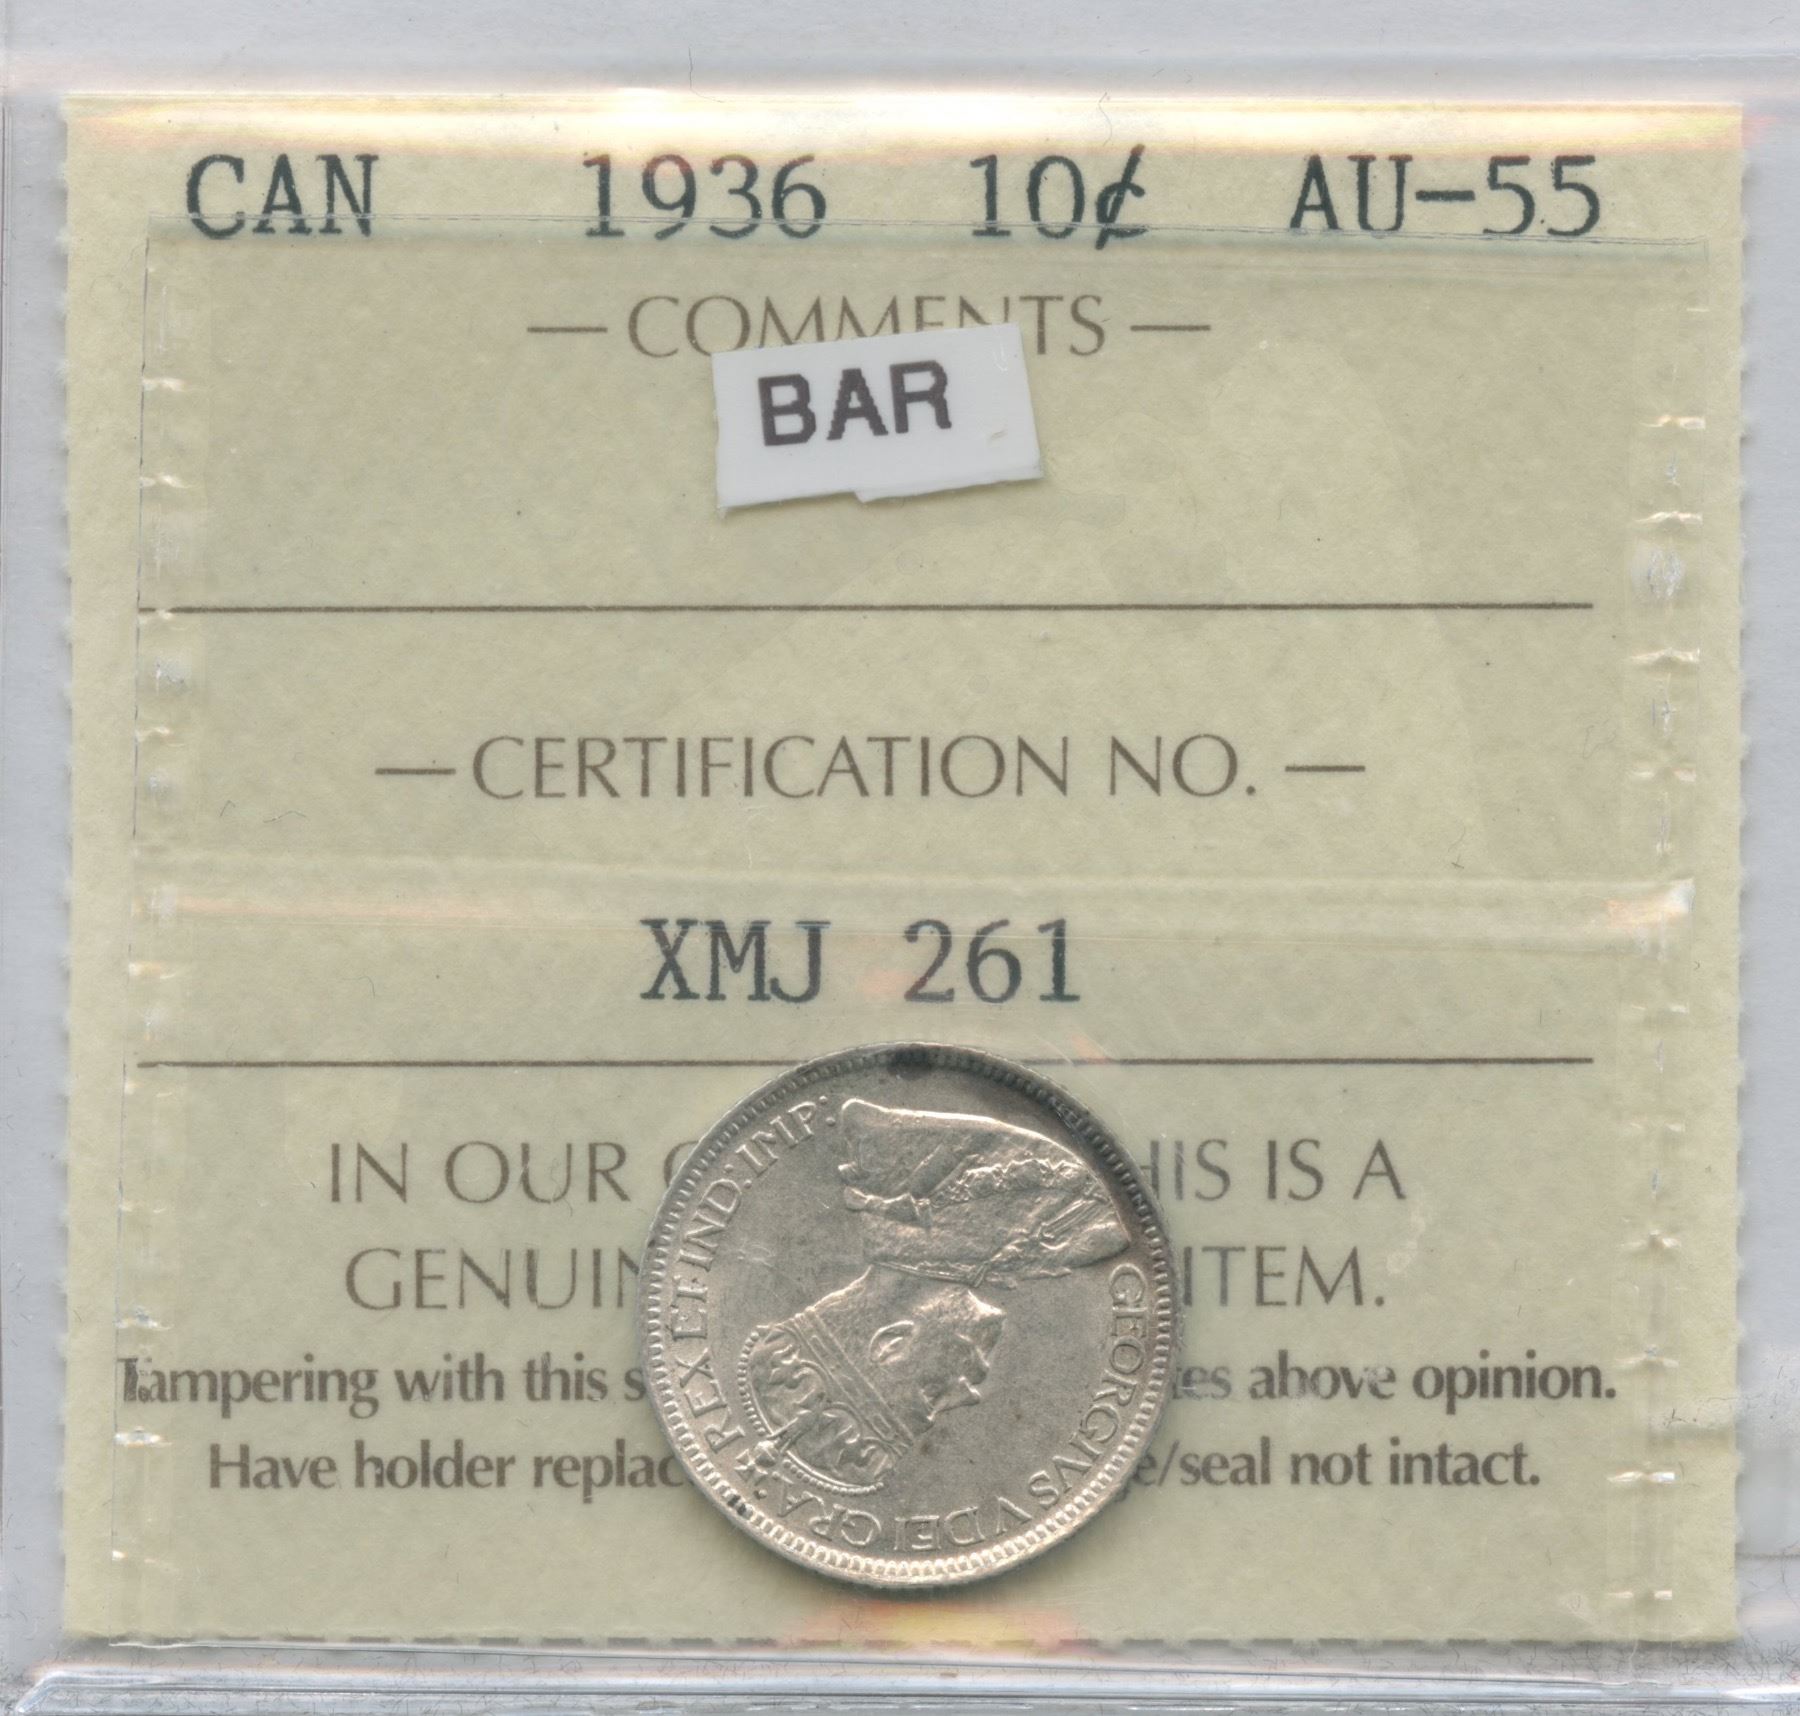 CAN 1936 10¢ AU-55
— COMMENTS —
BAR
— CERTIFICATION NO. —
XMJ 261
IN OUR HIS IS A
GENUIN ITEM.
Tampering with this s es above opinion.
Have holder replac e/seal not intact.
GEORGIVS V DEI GRA: REX ET IND: IMP: